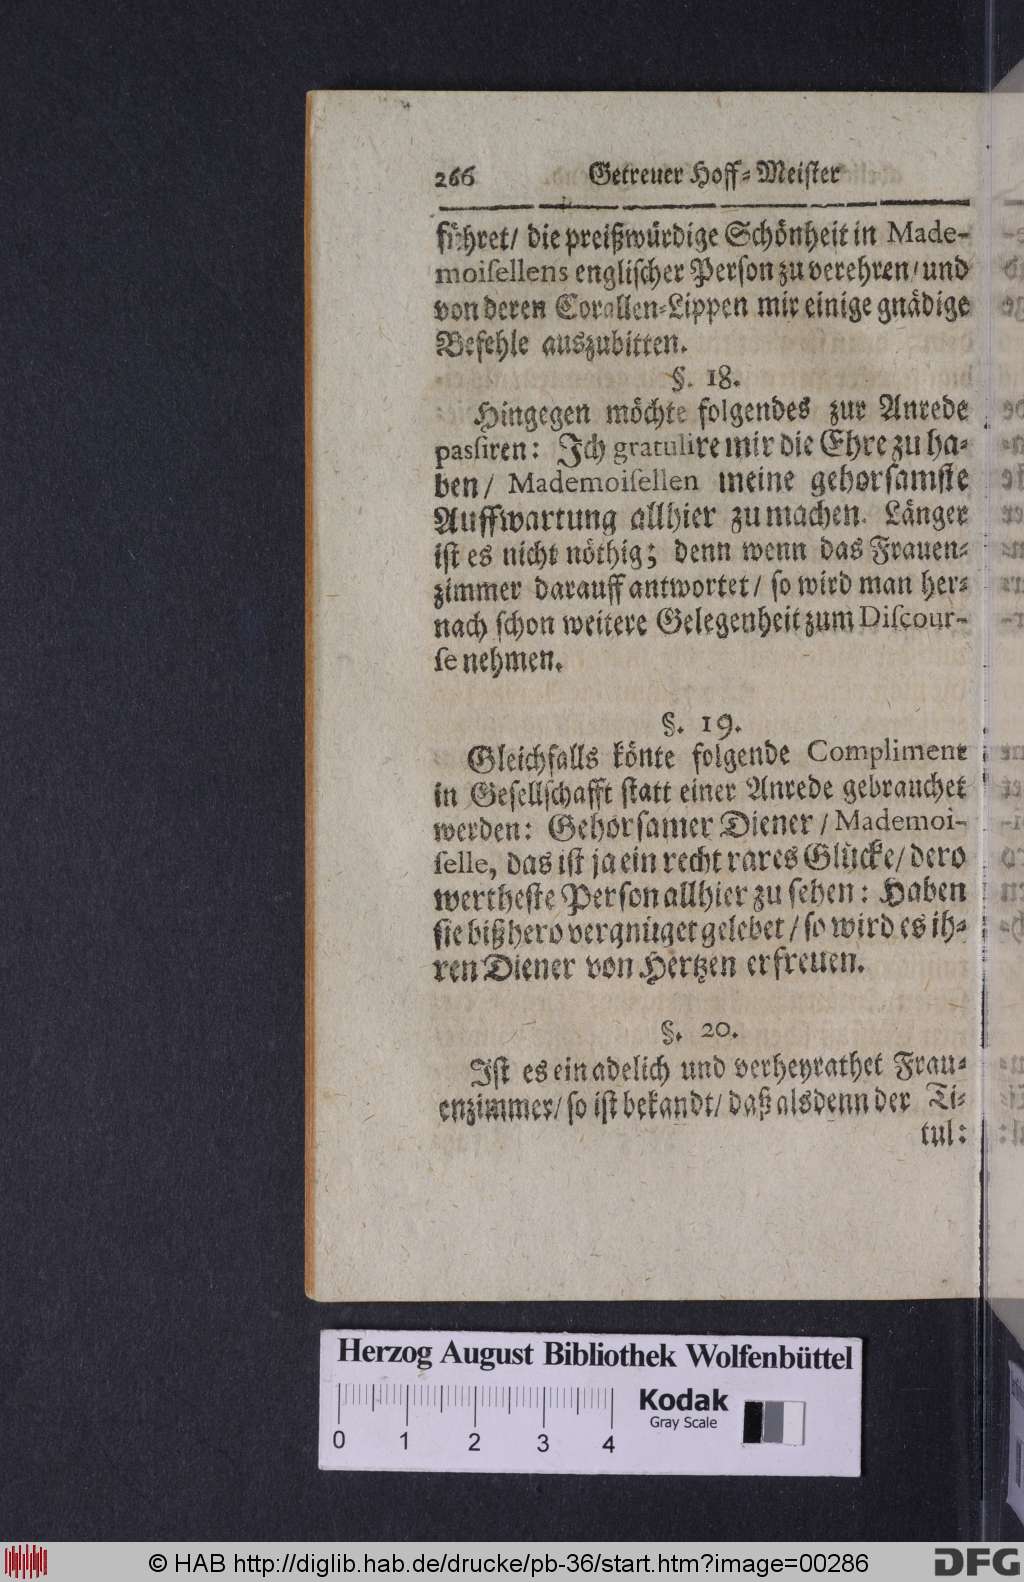 266 Getreuer Hoff-Meister
führet/ die preißwürdige Schönheit in Made-
moiſellens engliſcher Perſon zu verehren/ und
von deren Corallen-Lippen mir einige gnädige
Befehle auszubitten.
§. 18.
Hingegen möchte folgendes zur Anrede
paſſiren: Ich gratulire mir die Ehre zu ha-
ben/ Mademoiſellen meine gehorſamſte
Auffwartung allhier zu machen. Länger
iſt es nicht nöthig; denn wenn das Frauen-
zimmer darauff antwortet/ ſo wird man her-
nach ſchon weitere Gelegenheit zum Diſcour-
ſe nehmen.
§. 19.
Gleichfalls könte folgende Compliment
in Geſellſchafft ſtatt einer Anrede gebrauchet
werden: Gehorſamer Diener / Mademoi-
ſelle, das iſt ja ein recht rares Glücke/ dero
wertheſte Perſon allhier zu ſehen: Haben
ſie bißhero vergnüget gelebet / ſo wird es ih-
ren Diener von Hertzen erfreuen.
§. 20.
Iſt es ein adelich und verheyrathet Frau-
enzimmer/ ſo iſt bekandt/ daß alsdenn der Ti-
tul:
Herzog August Bibliothek Wolfenbüttel
Kodak
Gray Scale
0 1 2 3 4
© HAB http://diglib.hab.de/drucke/pb-36/start.htm?image=00286
DFG